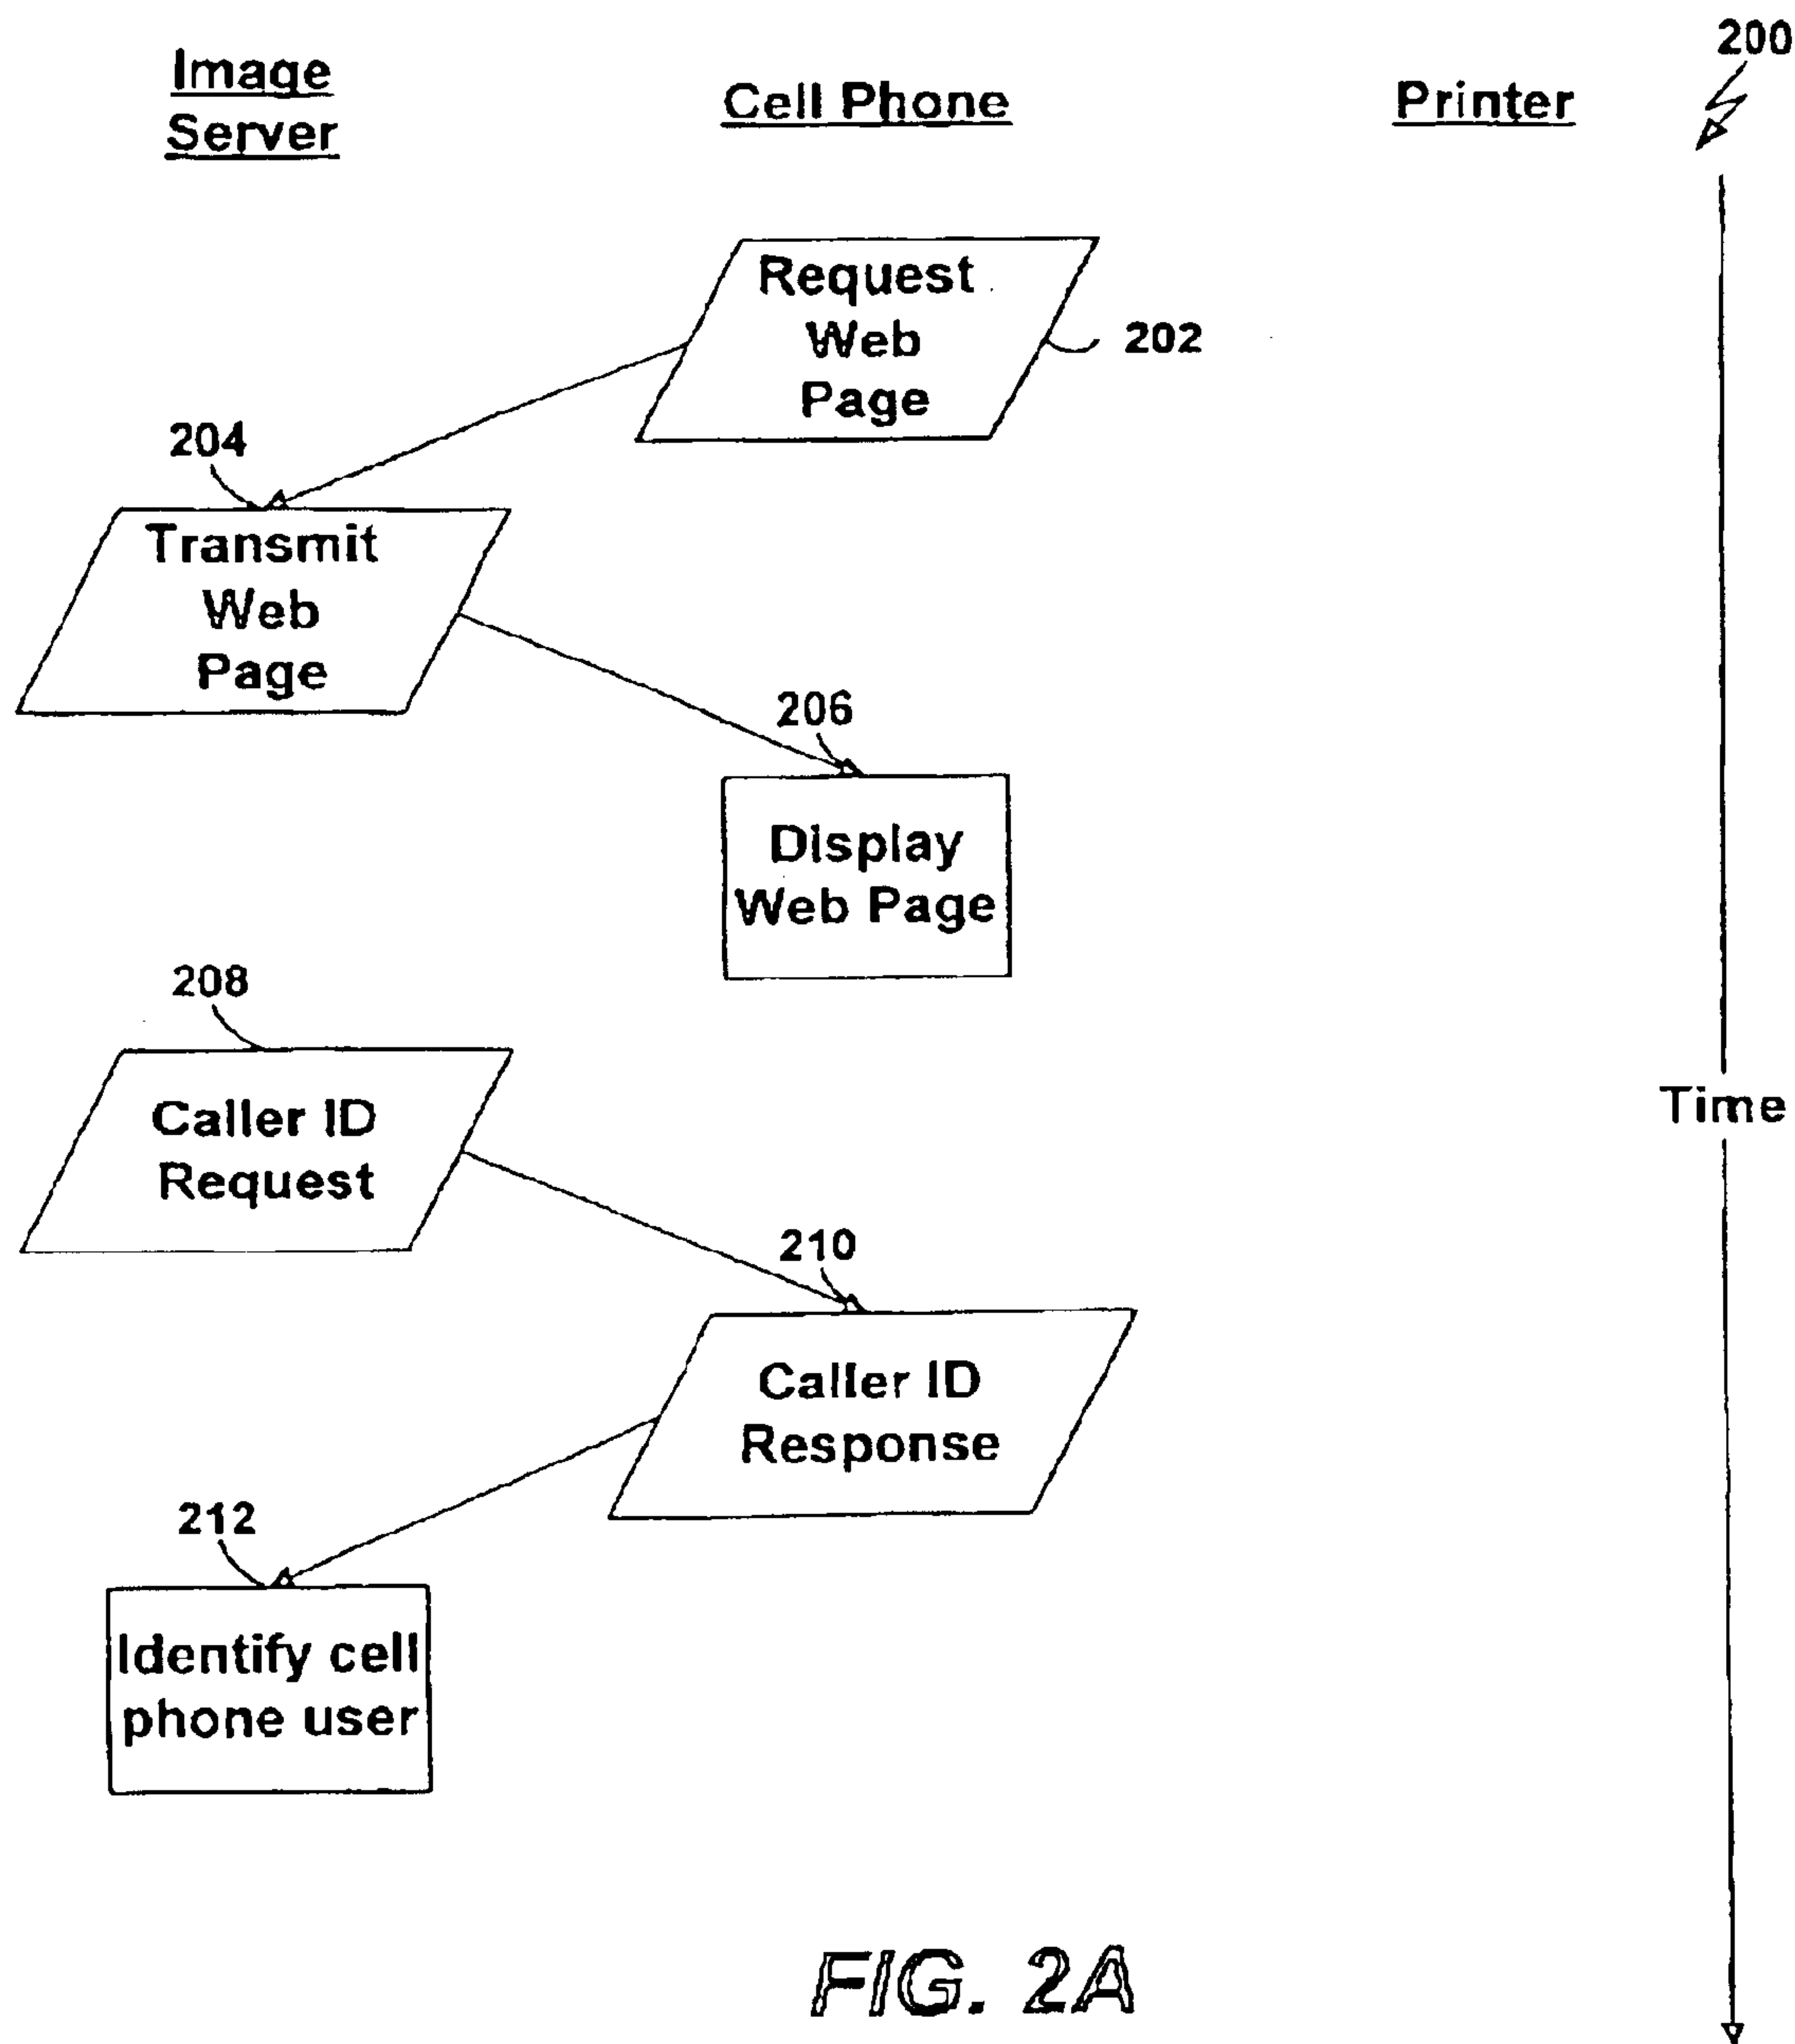 200
Image
Server
Cell Phone
Printer
Request
Web
Page
202
204
Transmit
Web
Page
206
Display
Web Page
208
Caller ID
Request
Time
210
Caller ID
Response
212
Identify cell
phone user
FIG. 2A